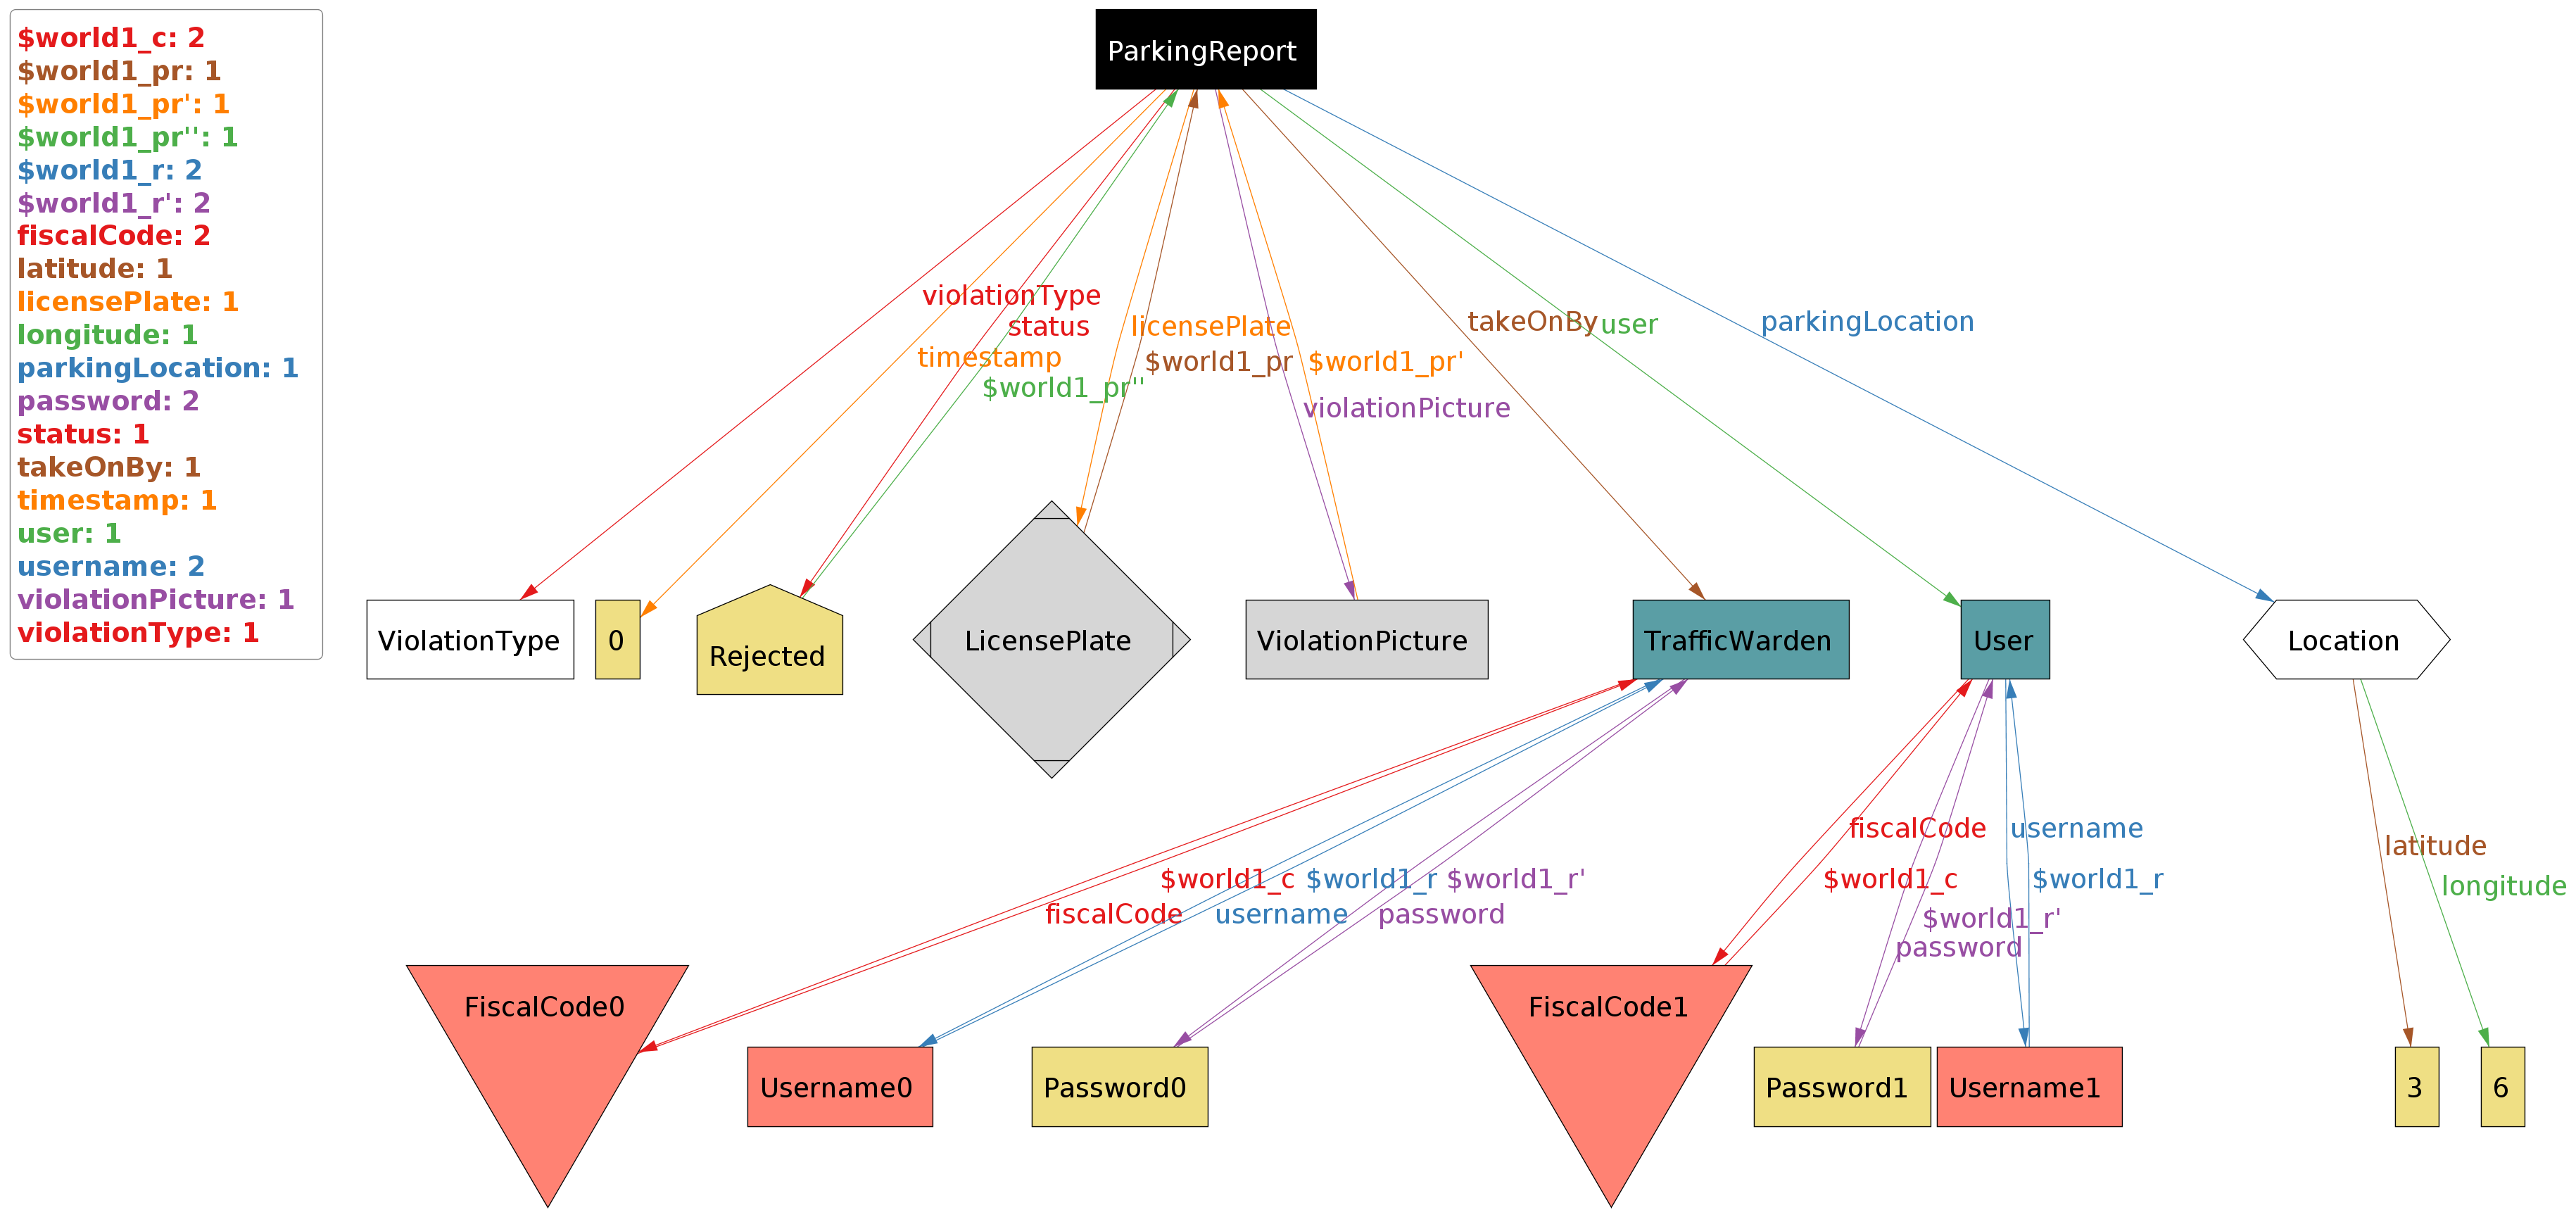 $world1_c: 2
$world1_pr: 1
$world1_pr': 1
$world1_pr'': 1
$world1_r: 2
$world1_r': 2
fiscalCode: 2
latitude: 1
licensePlate: 1
longitude: 1
parkingLocation: 1
password: 2
status: 1
takeOnBy: 1
timestamp: 1
user: 1
username: 2
violationPicture: 1
violationType: 1
ParkingReport
violationType
status
licensePlate
takeOnBy
user
parkingLocation
timestamp
$world1_pr''
$world1_pr
$world1_pr'
violationPicture
ViolationType
0
Rejected
LicensePlate
ViolationPicture
TrafficWarden
User
Location
fiscalCode
username
latitude
$world1_c
$world1_r
$world1_r'
$world1_c
$world1_r
longitude
fiscalCode
username
password
$world1_r'
password
FiscalCode0
Username0
Password0
FiscalCode1
Password1
Username1
3
6